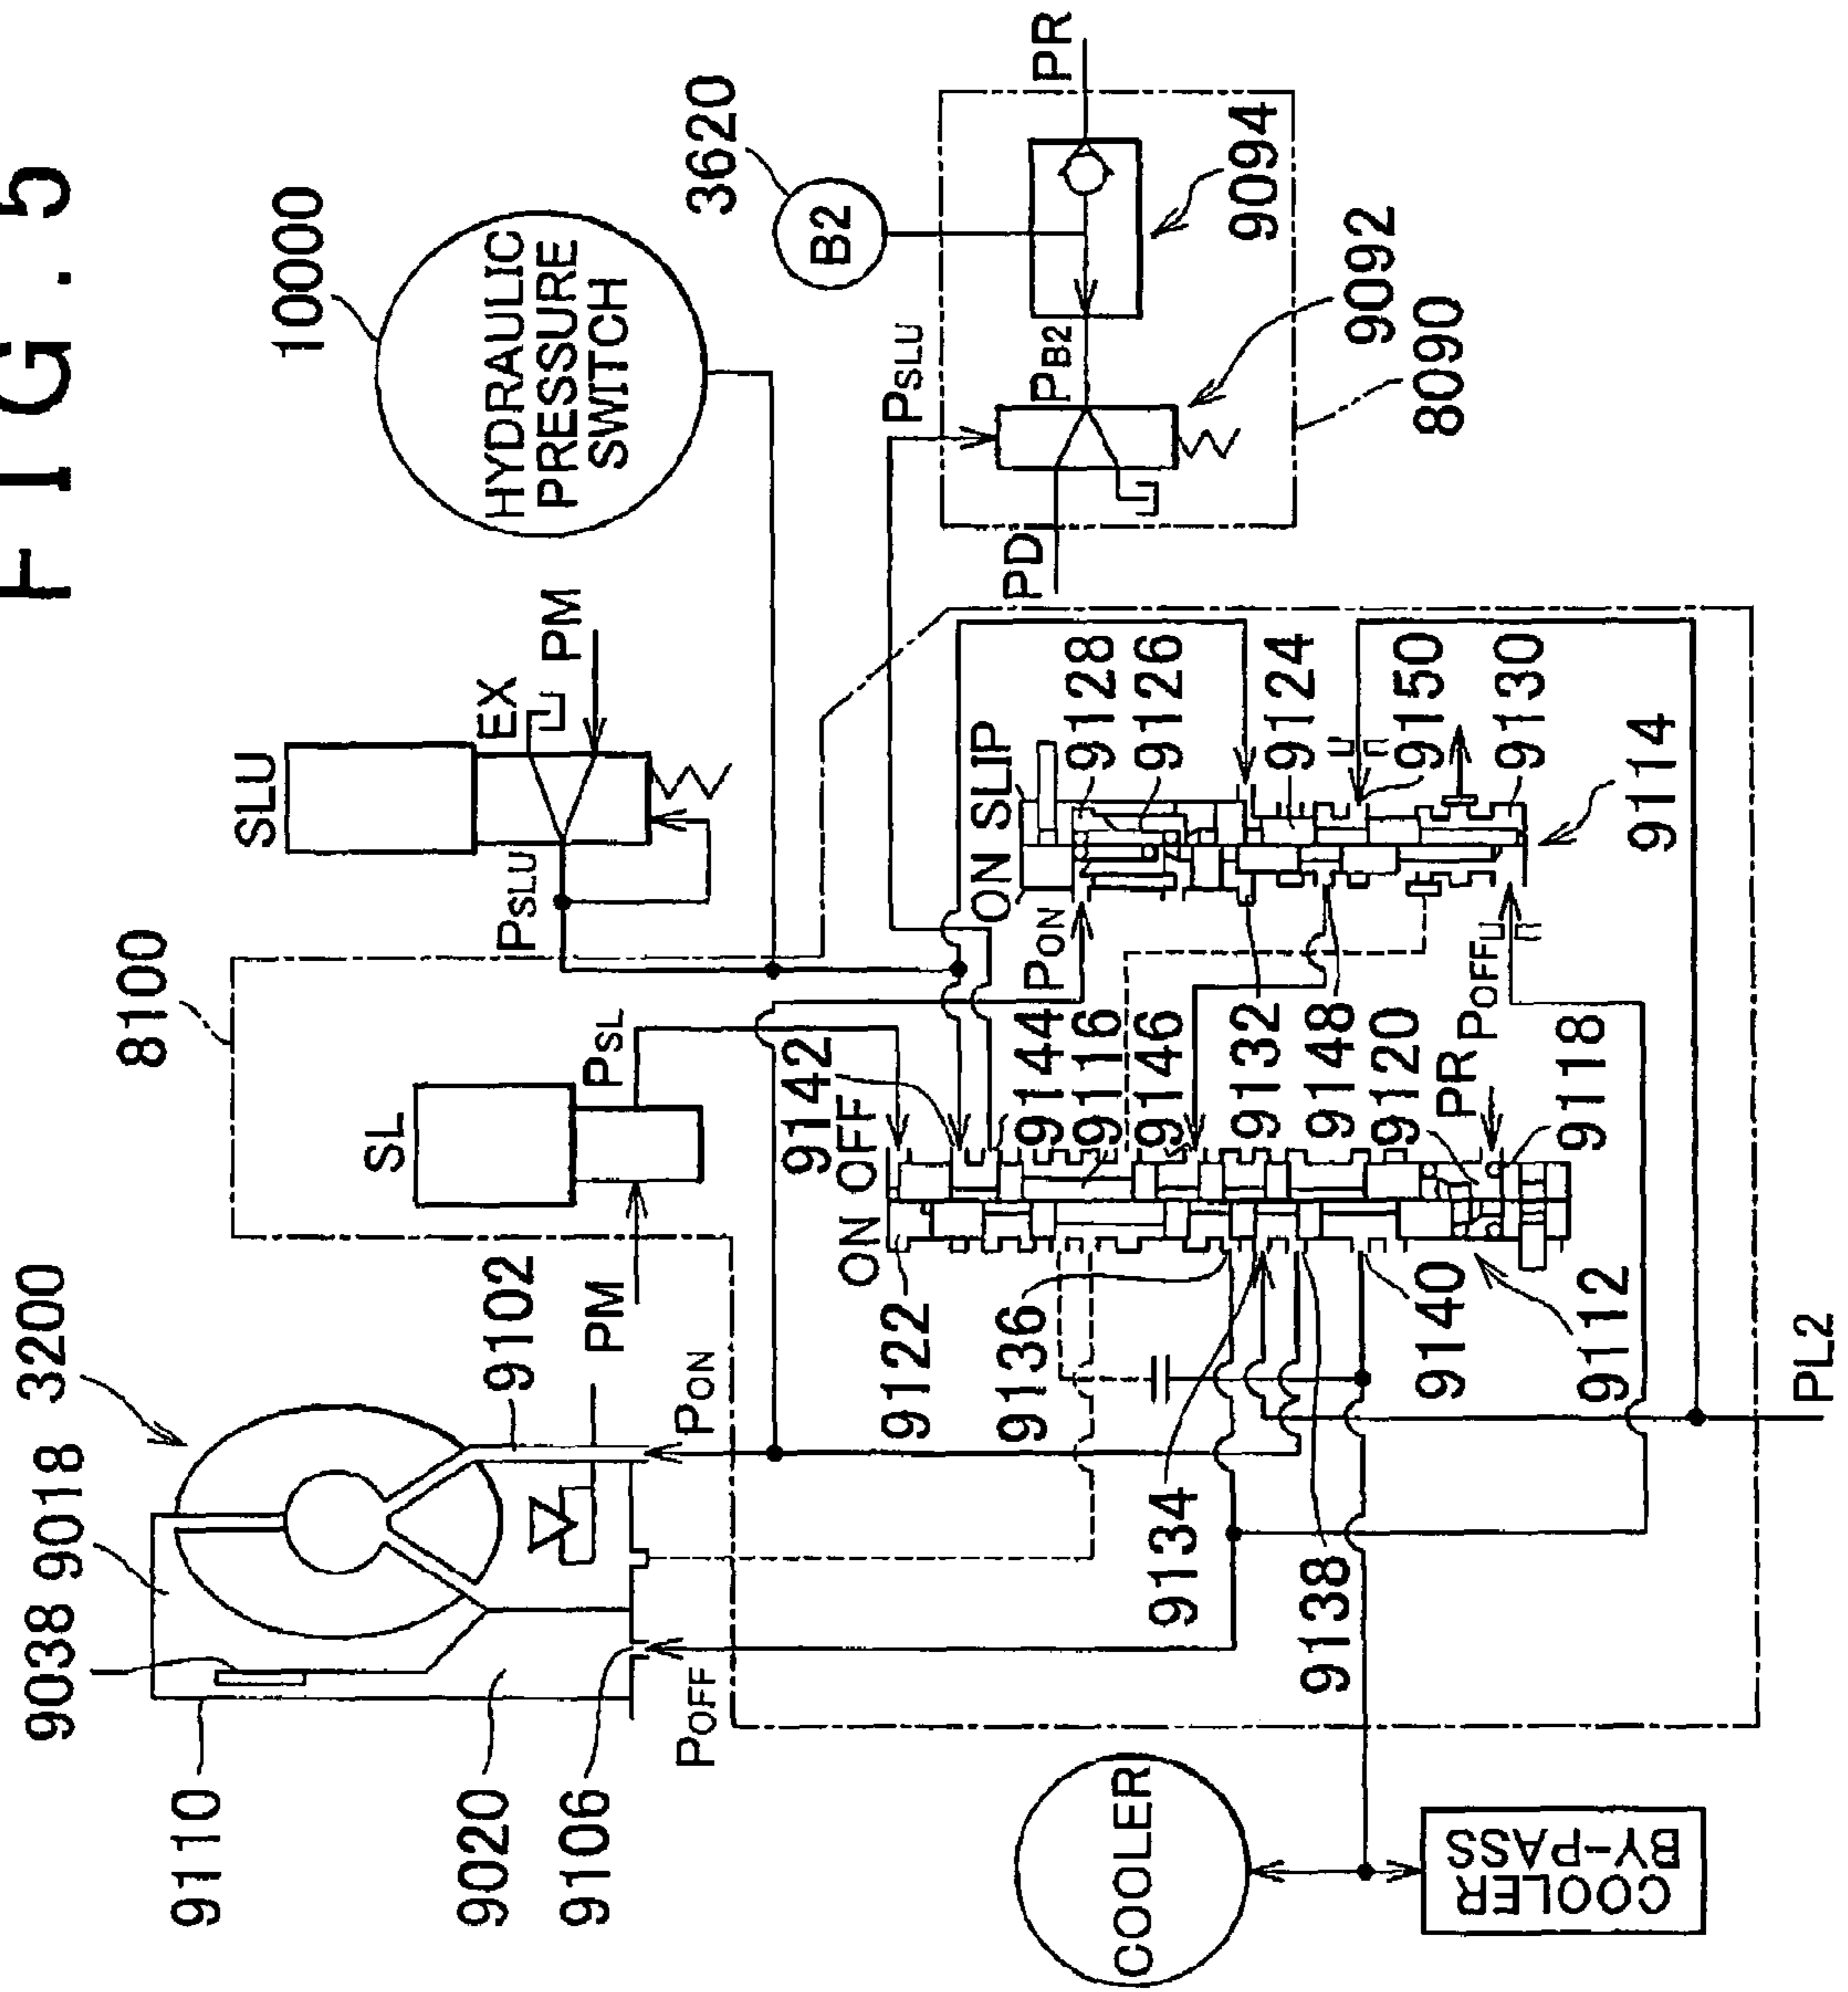 FIG. 5
10000
HYDRAULIC
PRESSURE
SWITCH
3620
B2
PR
9094
9092
8090
PSLU
PB2
PD
SLU
EX
PM
PSLU
8100
SL
PSL
PM
ON SLIP
9128
9126
9124
9150
9130
9114
PON
9132
9148
POFF
9142
ON OFF
9144
9116
9146
9120
PR
9118
9122
9136
9140
9112
9134
9138
PL2
3200
9018
9038
9102
9110
9020
9106
PON
POFF
COOLER
COOLER
BY-PASS